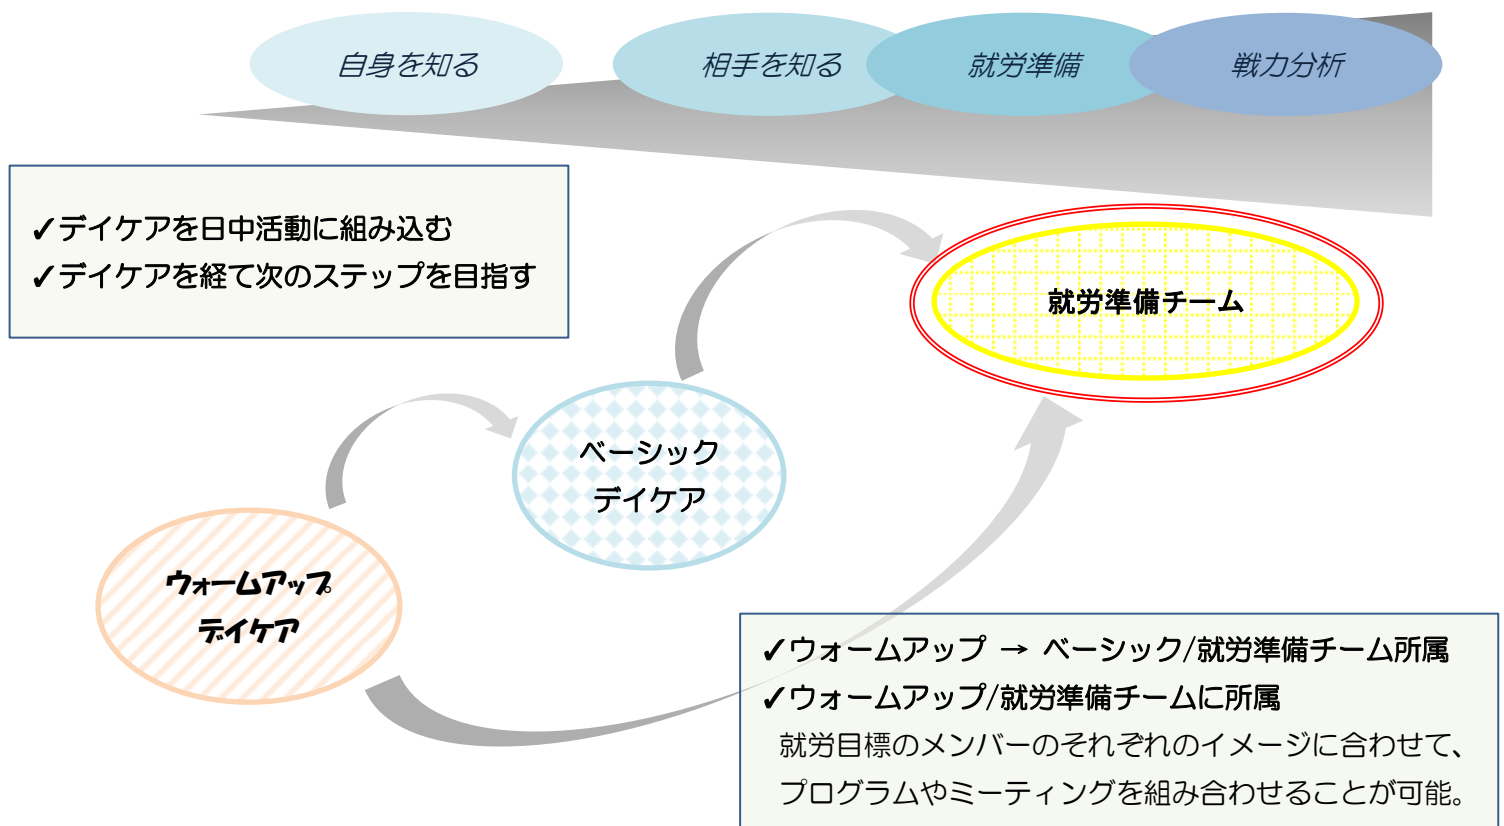 自身を知る
相手を知る
就労準備
戦力分析
✓デイケアを日中活動に組み込む
✓デイケアを経て次のステップを目指す
就労準備チーム
ベーシック
デイケア
ウォームアップ
デイケア
✓ウォームアップ → ベーシック/就労準備チーム所属
✓ウォームアップ/就労準備チームに所属
就労目標のメンバーのそれぞれのイメージに合わせて、
プログラムやミーティングを組み合わせることが可能。